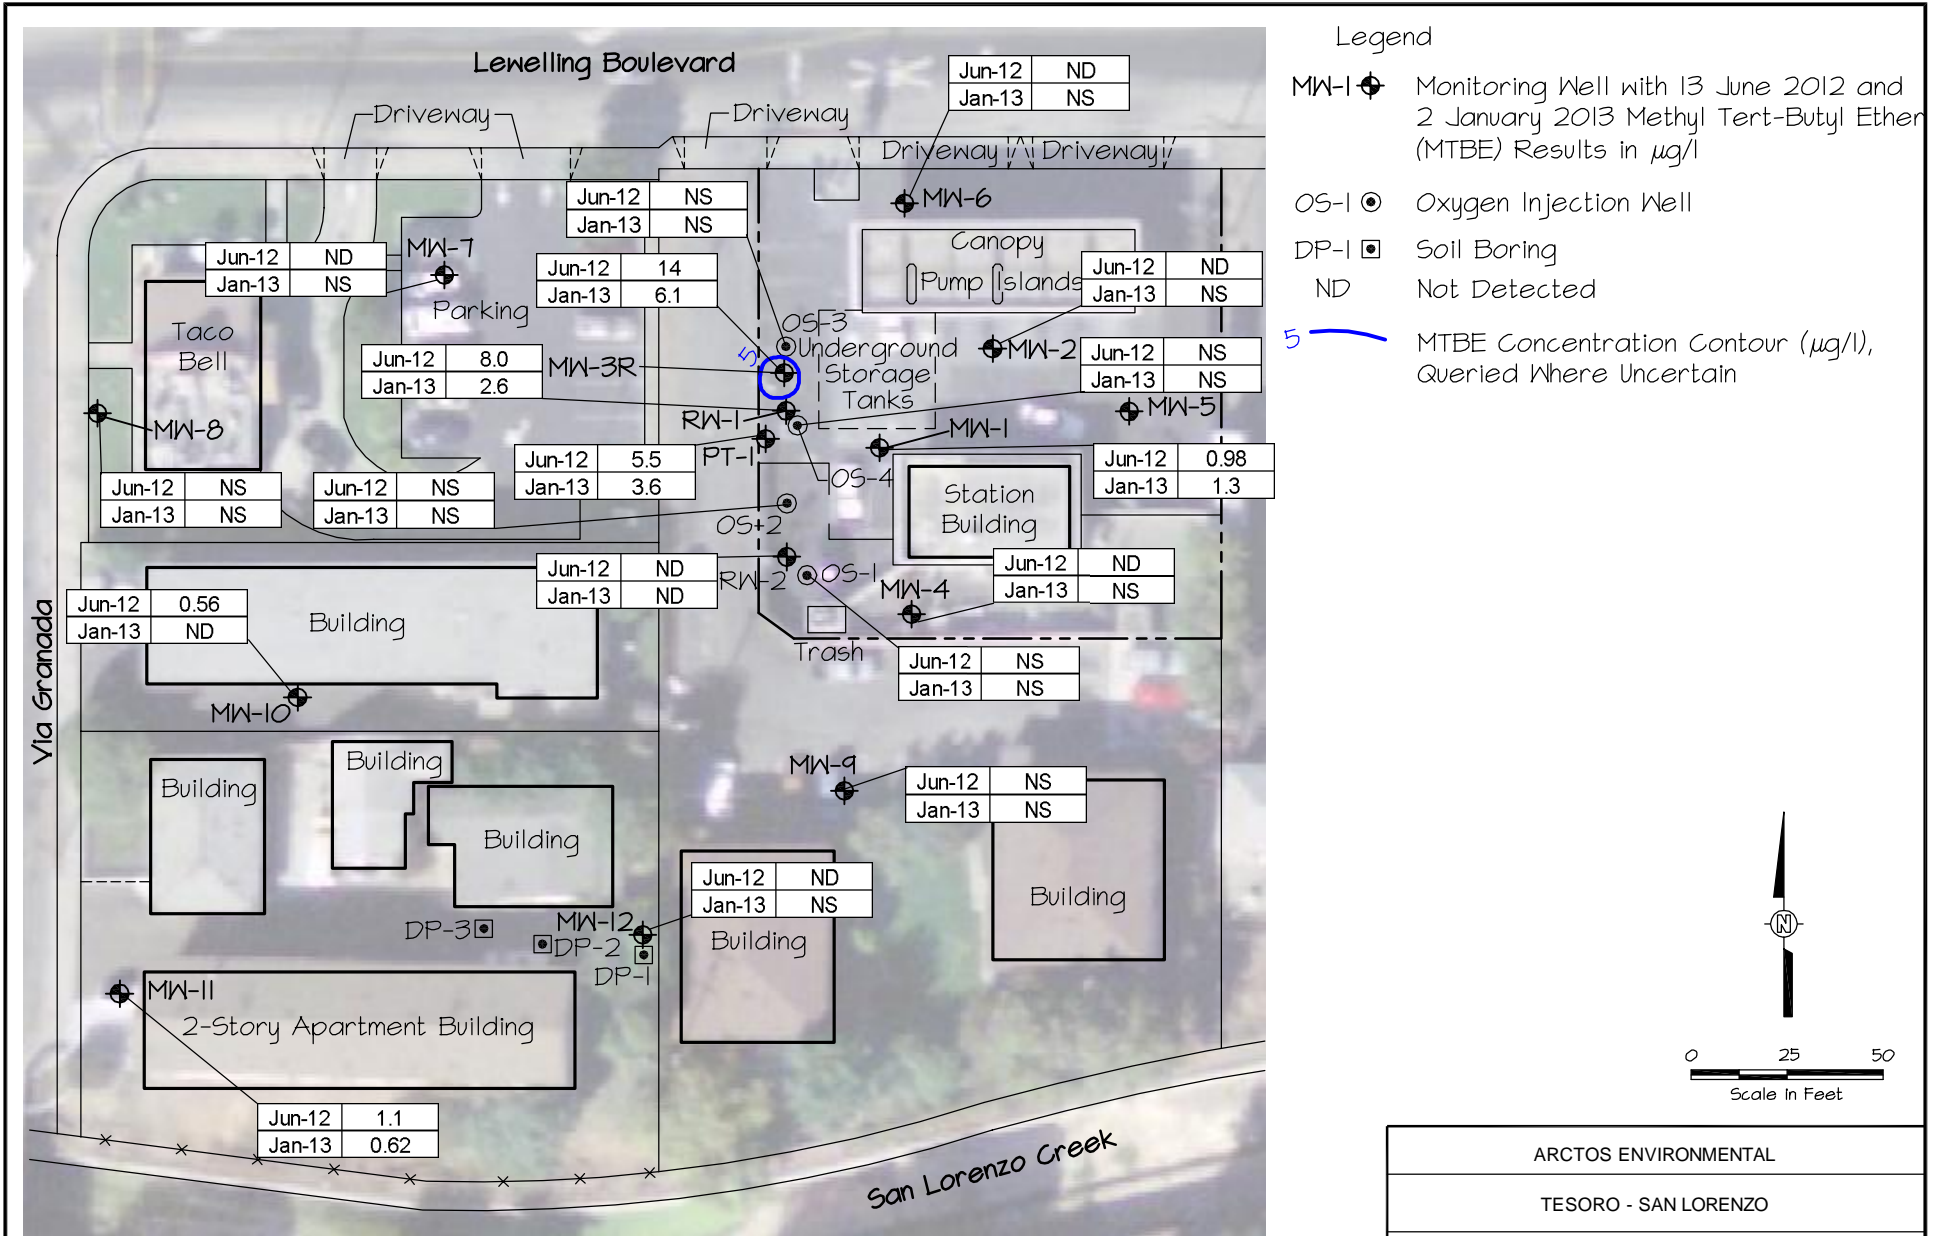 Lewelling Boulevard
Driveway
Driveway
Driveway
Driveway
Jun-12 ND
Jan-13 NS
MW-6
Jun-12 NS
Jan-13 NS
Jun-12 ND
Jan-13 NS
MW-7
Parking
Taco
Bell
Jun-12 14
Jan-13 6.1
Canopy
Pump Islands
Jun-12 ND
Jan-13 NS
OS-3
Underground
Storage
Tanks
MW-2
5
MW-3R
Jun-12 8.0
Jan-13 2.6
Jun-12 NS
Jan-13 NS
MW-8
RW-1
MW-5
MW-1
PT-1
Jun-12 5.5
Jan-13 3.6
OS-4
Jun-12 0.98
Jan-13 1.3
Jun-12 NS
Jan-13 NS
Jun-12 NS
Jan-13 NS
Station
Building
OS-2
Jun-12 ND
Jan-13 ND
RW-2
OS-1
MW-4
Jun-12 ND
Jan-13 NS
Via Granada
Jun-12 0.56
Jan-13 ND
Building
Trash
Jun-12 NS
Jan-13 NS
MW-10
Building
Building
Building
MW-9
Jun-12 NS
Jan-13 NS
Jun-12 ND
Jan-13 NS
Building
Building
DP-3
DP-2
MW-12
DP-1
MW-11
2-Story Apartment Building
Jun-12 1.1
Jan-13 0.62
San Lorenzo Creek
Legend
MW-1 Monitoring Well with 13 June 2012 and
2 January 2013 Methyl Tert-Butyl Ether
(MTBE) Results in µg/l
OS-1 Oxygen Injection Well
DP-1 Soil Boring
ND Not Detected
5 MTBE Concentration Contour (µg/l),
Queried Where Uncertain
N
0 25 50
Scale In Feet
ARCTOS ENVIRONMENTAL
TESORO - SAN LORENZO